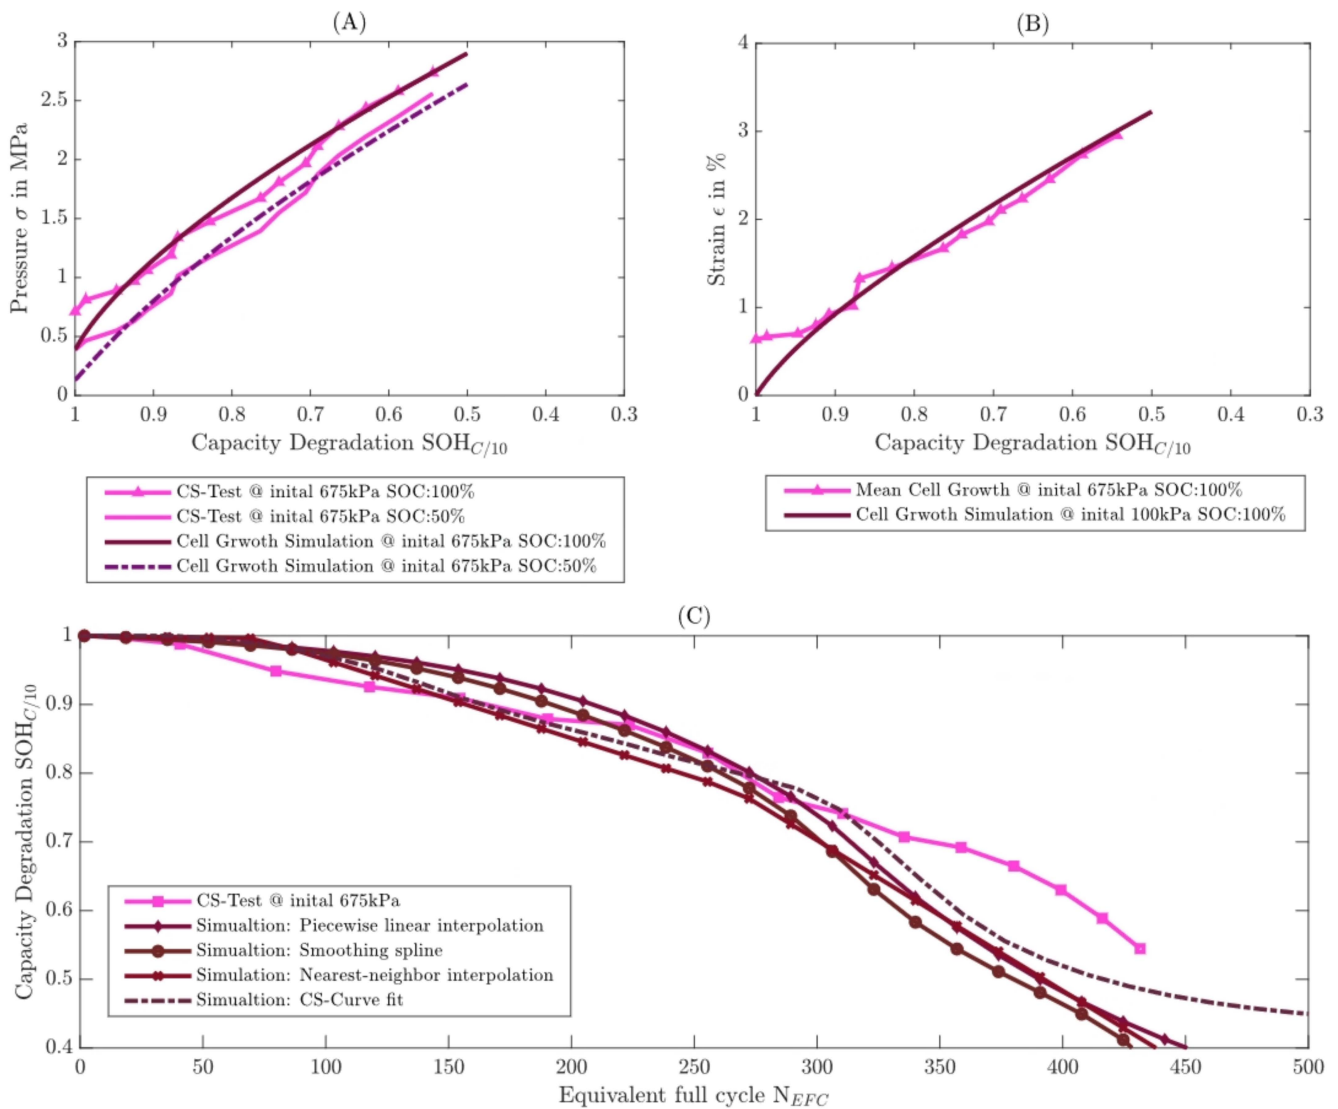 (A)
3
2.5
2
1.5
1
0.5
0
Pressure σ in MPa
1 0.9 0.8 0.7 0.6 0.5 0.4 0.3
Capacity Degradation SOH_{C/10}
CS-Test @ inital 675kPa SOC:100%
CS-Test @ inital 675kPa SOC:50%
Cell Grwoth Simulation @ inital 675kPa SOC:100%
Cell Grwoth Simulation @ inital 675kPa SOC:50%
(B)
4
3
2
1
0
Strain ϵ in %
1 0.9 0.8 0.7 0.6 0.5 0.4 0.3
Capacity Degradation SOH_{C/10}
Mean Cell Growth @ inital 675kPa SOC:100%
Cell Grwoth Simulation @ inital 100kPa SOC:100%
(C)
1
0.9
0.8
0.7
0.6
0.5
0.4
Capacity Degradation SOH_{C/10}
CS-Test @ inital 675kPa
Simualtion: Piecewise linear interpolation
Simualtion: Smoothing spline
Simulation: Nearest-neighbor interpolation
Simualtion: CS-Curve fit
0 50 100 150 200 250 300 350 400 450 500
Equivalent full cycle N_{EFC}